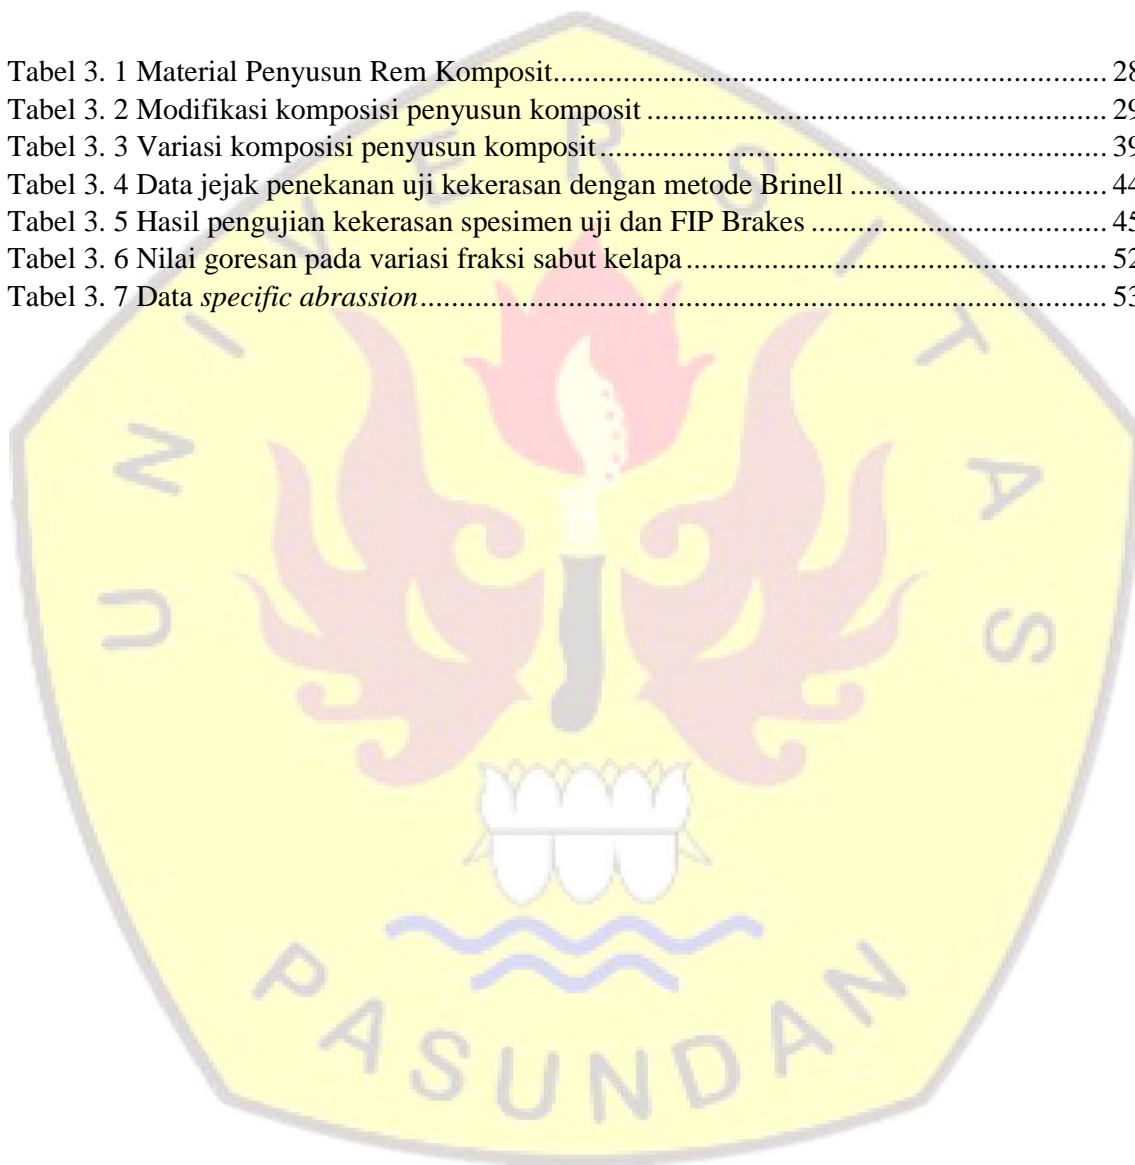 Tabel 3. 1 Material Penyusun Rem Komposit............................................................ 28
Tabel 3. 2 Modifikasi komposisi penyusun komposit ................................................ 29
Tabel 3. 3 Variasi komposisi penyusun komposit...................................................... 39
Tabel 3. 4 Data jejak penekanan uji kekerasan dengan metode Brinell ........................... 44
Tabel 3. 5 Hasil pengujian kekerasan spesimen uji dan FIP Brakes ................................ 45
Tabel 3. 6 Nilai goresan pada variasi fraksi sabut kelapa............................................. 52
Tabel 3. 7 Data specific abrassion............................................................................. 53
UNIVERSITAS
PASUNDAN